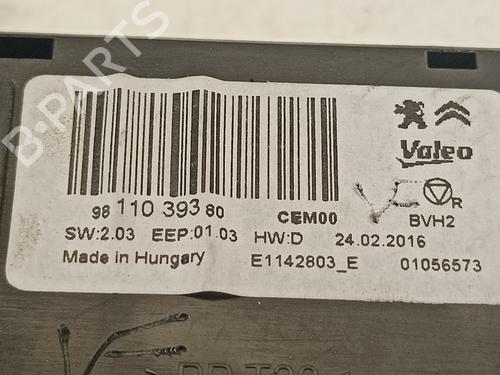 B-PARTS
Valeo
98 110 393 80
CEM00
R
BVH2
SW:2.03 EEP:01.03 HW:D 24.02.2016
Made in Hungary E1142803_E 01056573